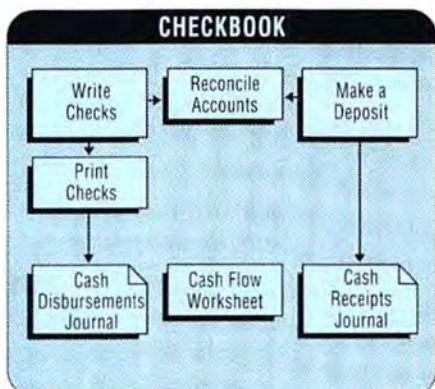 CHECKBOOK
Write
Checks
Reconcile
Accounts
Make a
Deposit
Print
Checks
Cash
Disbursements
Journal
Cash Flow
Worksheet
Cash
Receipts
Journal